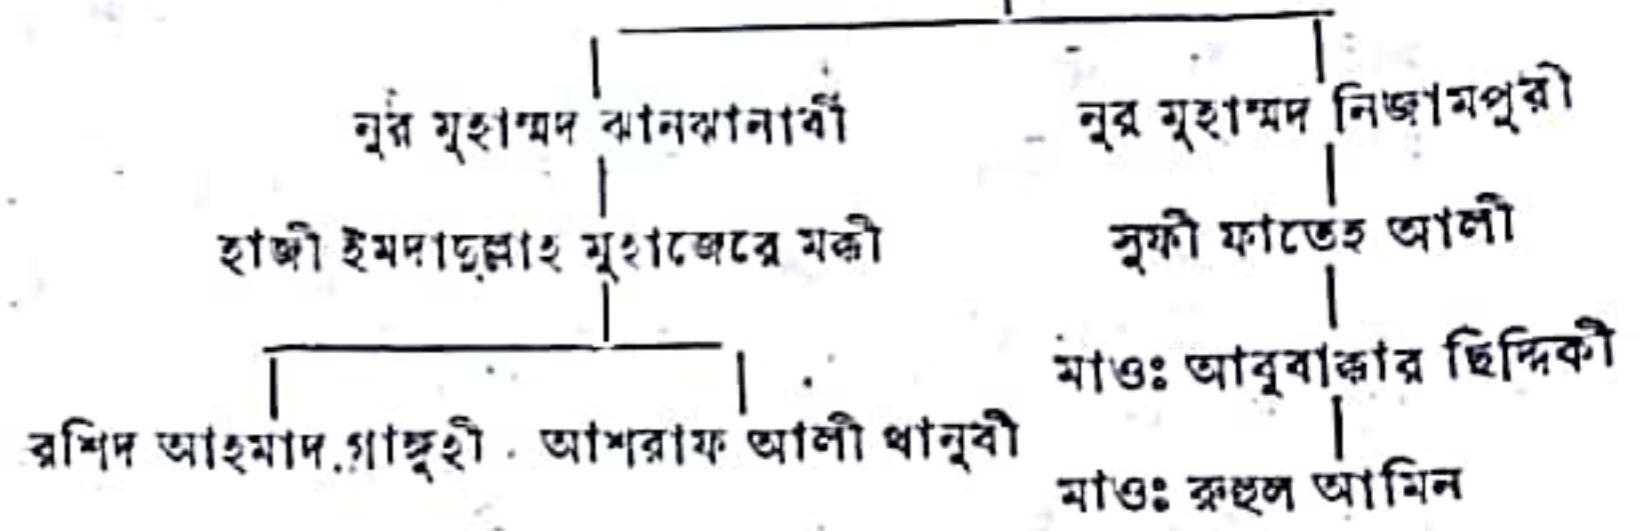 নূর মূহাম্মদ ঝানঝানাবী
নূর মূহাম্মদ নিজামপূরী
হাজী ইমদাদুল্লাহ মূহাজেরে মক্কী
ছূফী ফাতেহ আলী
মাওঃ আবূবাক্কার ছিদ্দিকী
রশিদ আহমাদ গাঙ্গূহী
আশরাফ আলী থানূবী
মাওঃ রুহুল আমিন